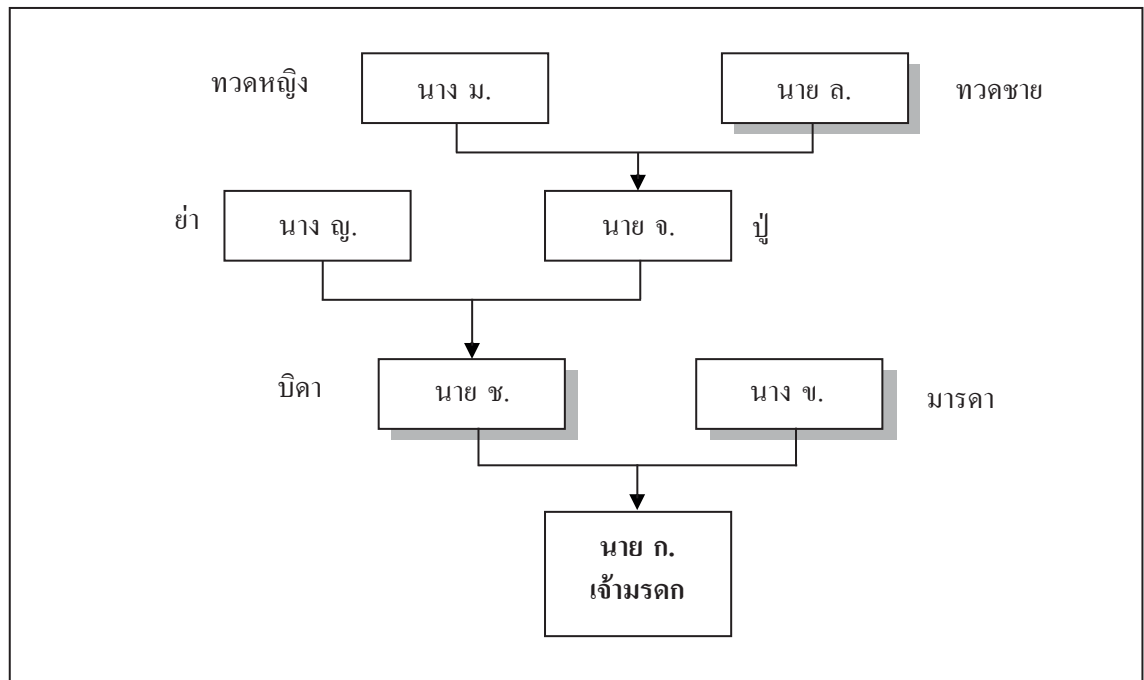 ทวดหญิง
นาง ม.
นาย ล.
ทวดชาย
ย่า
นาง ญ.
นาย จ.
ปู่
บิดา
นาย ช.
นาง ข.
มารดา
นาย ก.
เจ้ามรดก